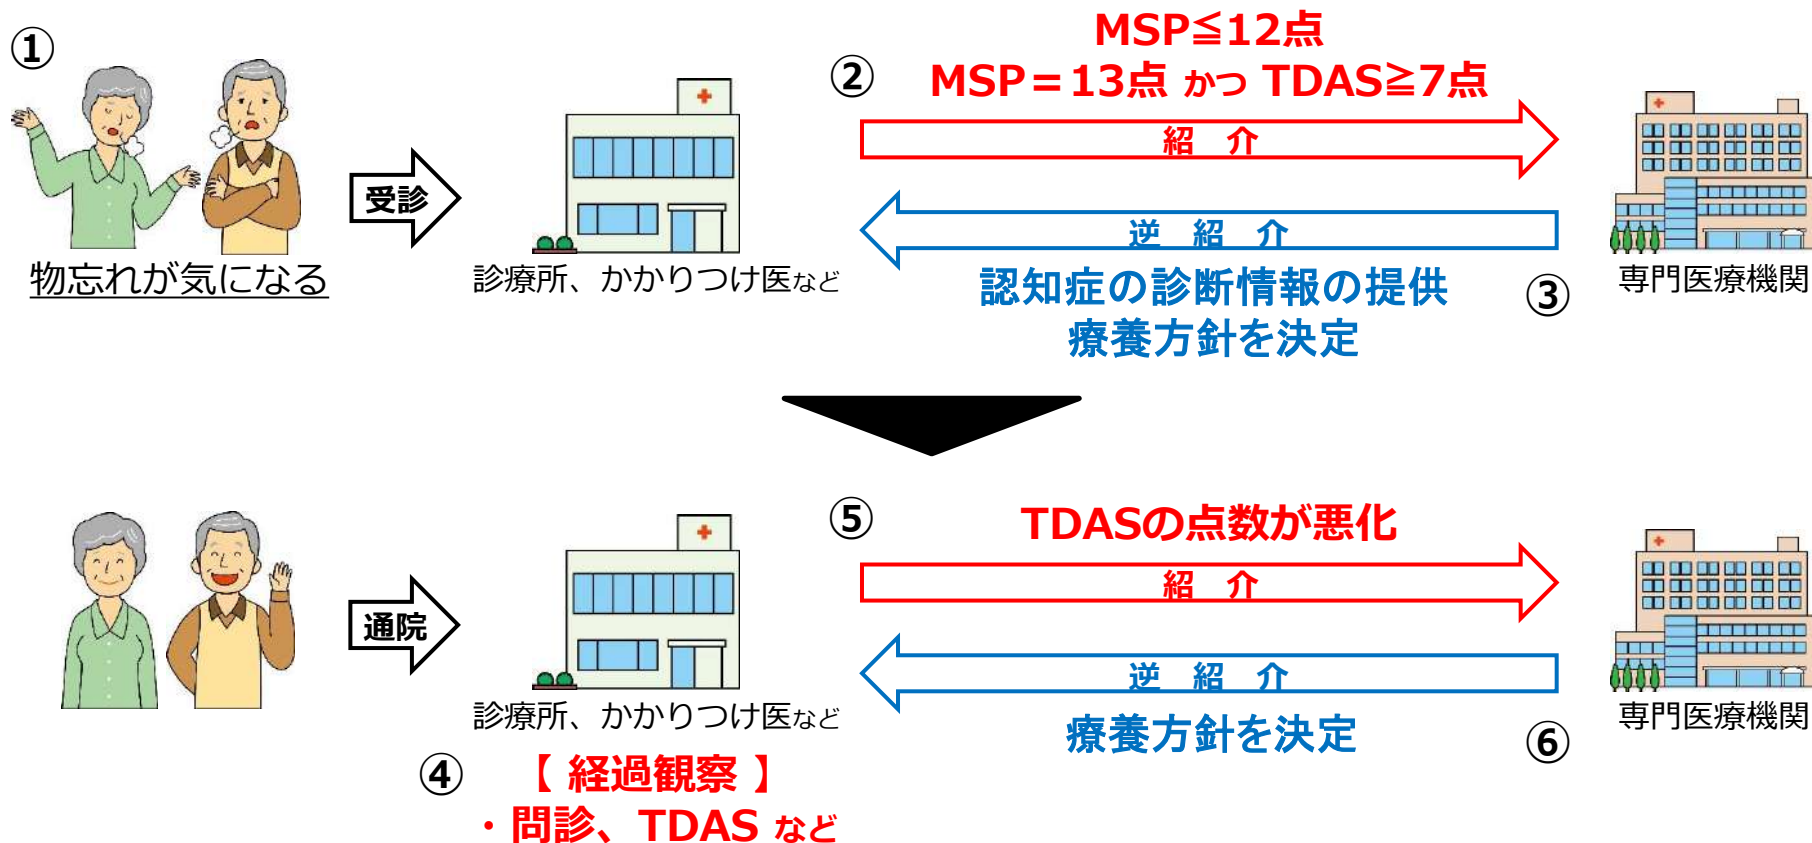 ①
物忘れが気になる
受診
診療所、かかりつけ医など
②
MSP≦12点
MSP＝13点 かつ TDAS≧7点
紹 介
逆 紹 介
認知症の診断情報の提供
療養方針を決定
③
専門医療機関
通院
診療所、かかりつけ医など
④
【 経過観察 】
・問診、TDAS など
⑤
TDASの点数が悪化
紹 介
逆 紹 介
療養方針を決定
⑥
専門医療機関